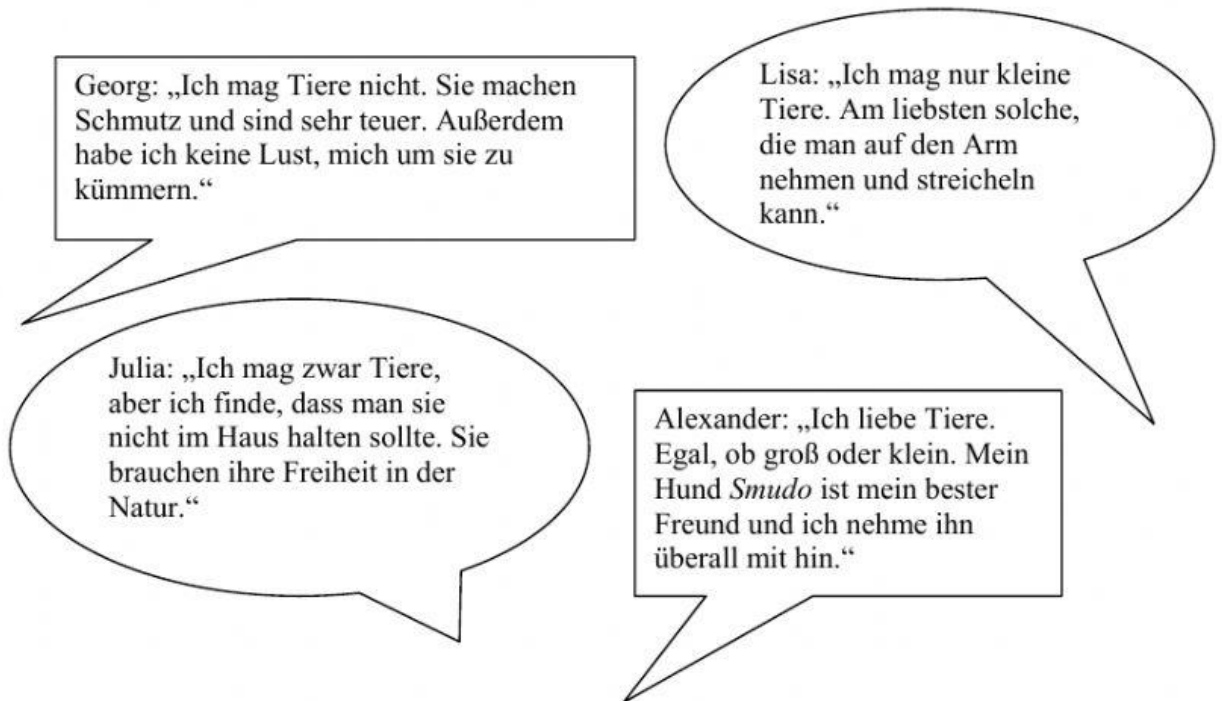 Georg: „Ich mag Tiere nicht. Sie machen
Schmutz und sind sehr teuer. Außerdem
habe ich keine Lust, mich um sie zu
kümmern.“
Lisa: „Ich mag nur kleine
Tiere. Am liebsten solche,
die man auf den Arm
nehmen und streicheln
kann.“
Julia: „Ich mag zwar Tiere,
aber ich finde, dass man sie
nicht im Haus halten sollte. Sie
brauchen ihre Freiheit in der
Natur.“
Alexander: „Ich liebe Tiere.
Egal, ob groß oder klein. Mein
Hund Smudo ist mein bester
Freund und ich nehme ihn
überall mit hin.“